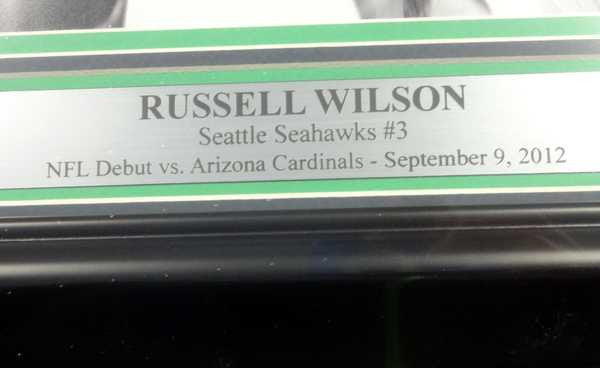 RUSSELL WILSON
Seattle Seahawks #3
NFL Debut vs. Arizona Cardinals - September 9, 2012